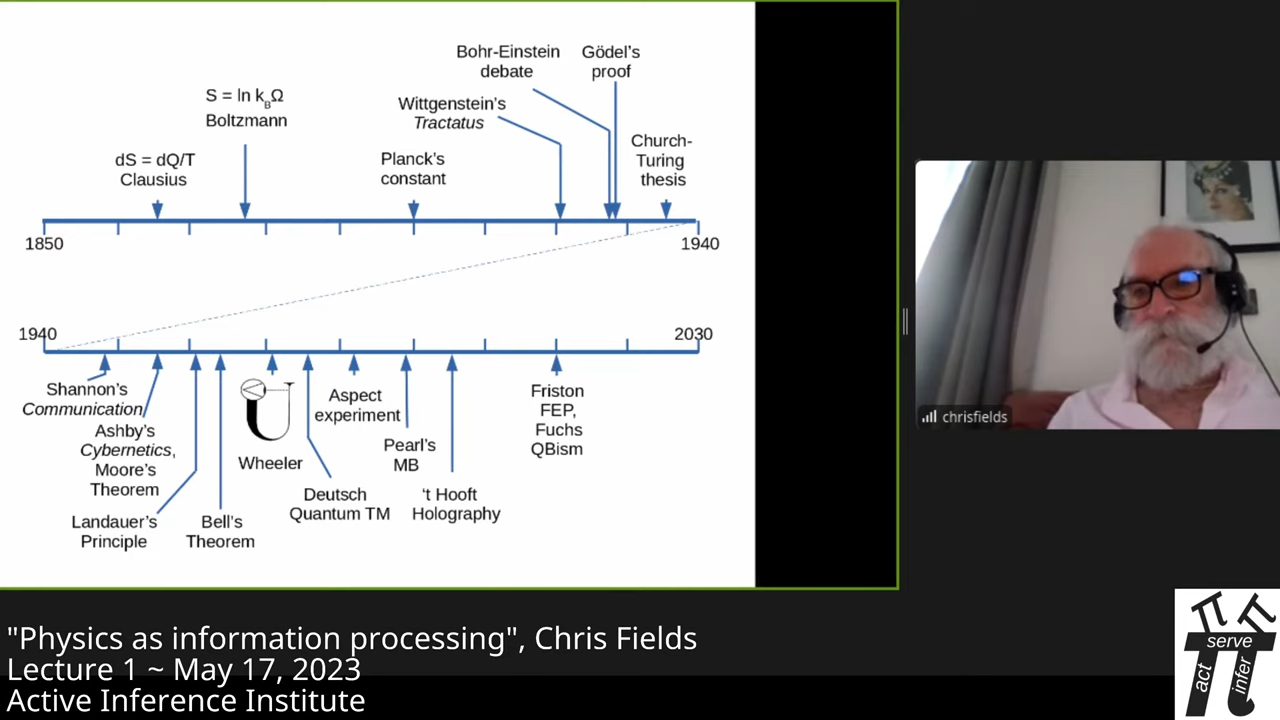 Bohr-Einstein
debate
Gödel's
proof
S = ln kBΩ
Boltzmann
Wittgenstein's
Tractatus
Church-
Turing
thesis
dS = dQ/T
Clausius
Planck's
constant
1850
1940
1940
2030
Shannon's
Communication
Ashby's
Cybernetics,
Moore's
Theorem
Landauer's
Principle
Bell's
Theorem
Wheeler
Aspect
experiment
Deutsch
Quantum TM
Pearl's
MB
't Hooft
Holography
Friston
FEP,
Fuchs
QBism
chrisfields
"Physics as information processing", Chris Fields
Lecture 1 ~ May 17, 2023
Active Inference Institute
serve
act
infer